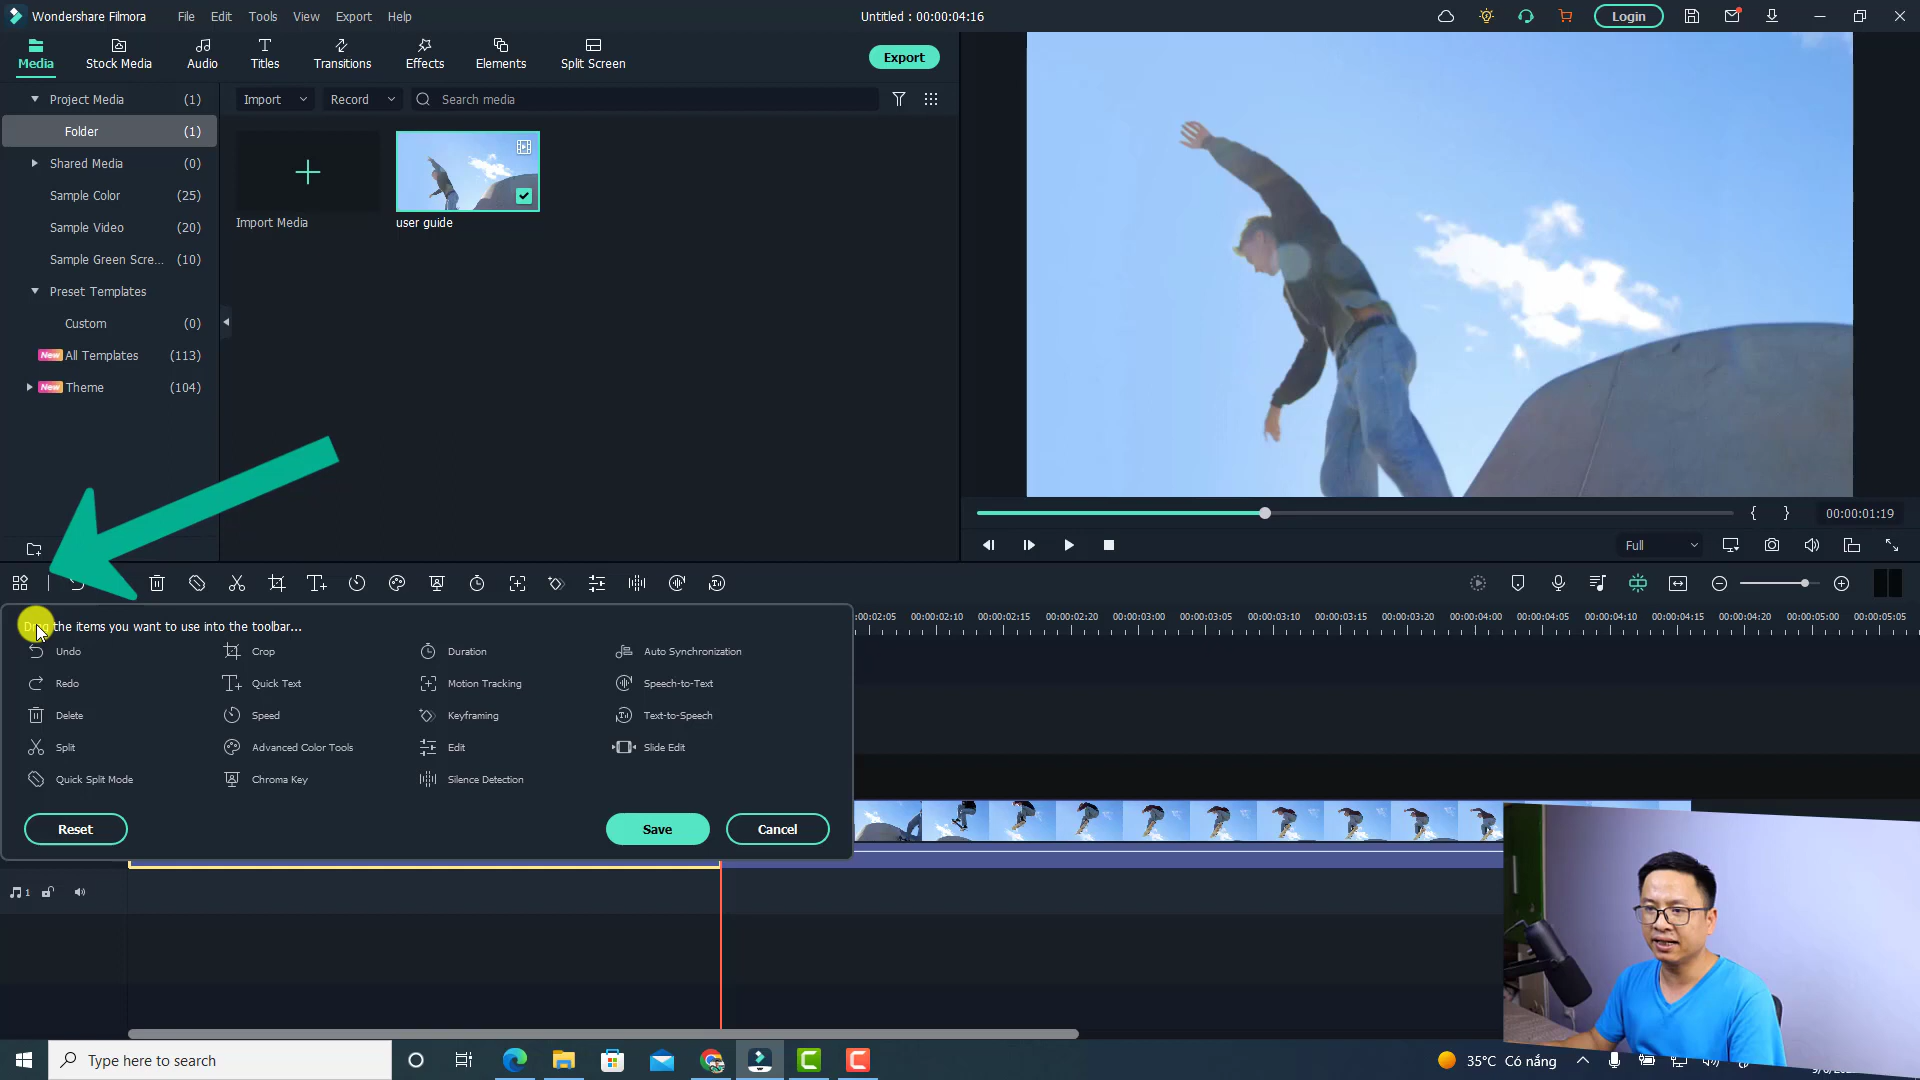 Wondershare Filmora
File Edit Tools View Export Help
Untitled : 00:00:04:16
Login
Media Stock Media Audio Titles Transitions Effects Elements Split Screen
Export
Project Media (1)
Folder (1)
Shared Media (0)
Sample Color (25)
Sample Video (20)
Sample Green Scre... (10)
Preset Templates
Custom (0)
New All Templates (113)
New Theme (104)
Import Record Search media
Import Media
user guide
00:00:01:19
Full
00:00:02:05 00:00:02:10 00:00:02:15 00:00:02:20 00:00:03:00 00:00:03:05 00:00:03:10 00:00:03:15 00:00:03:20 00:00:04:00 00:00:04:05 00:00:04:10 00:00:04:15 00:00:04:20 00:00:05:00 00:00:05:05
Drag the items you want to use into the toolbar...
Undo Crop Duration Auto Synchronization
Redo Quick Text Motion Tracking Speech-to-Text
Delete Speed Keyframing Text-to-Speech
Split Advanced Color Tools Edit Slide Edit
Quick Split Mode Chroma Key Silence Detection
Reset Save Cancel
1
Type here to search
35°C Có nắng